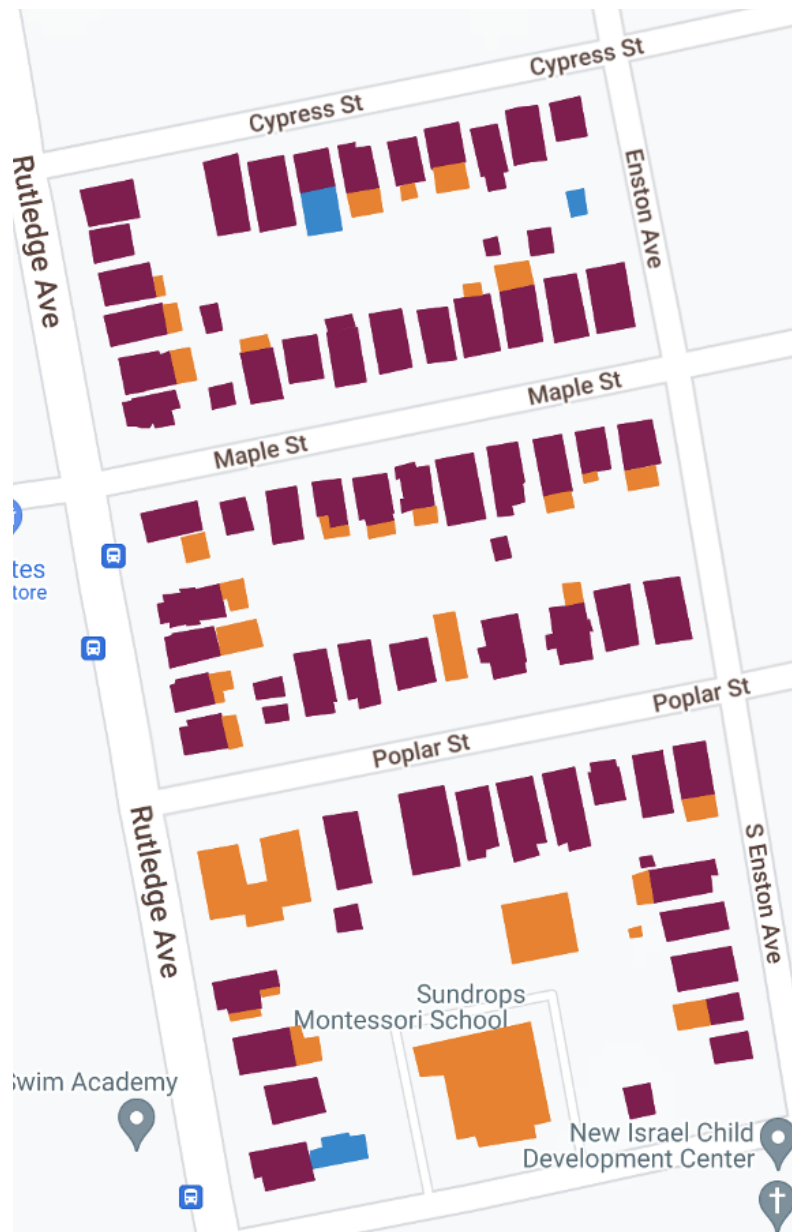 Cypress St
Cypress St
Rutledge Ave
Enston Ave
Maple St
Maple St
tes
tore
Poplar St
Poplar St
Rutledge Ave
S Enston Ave
Sundrops
Montessori School
Swim Academy
New Israel Child
Development Center